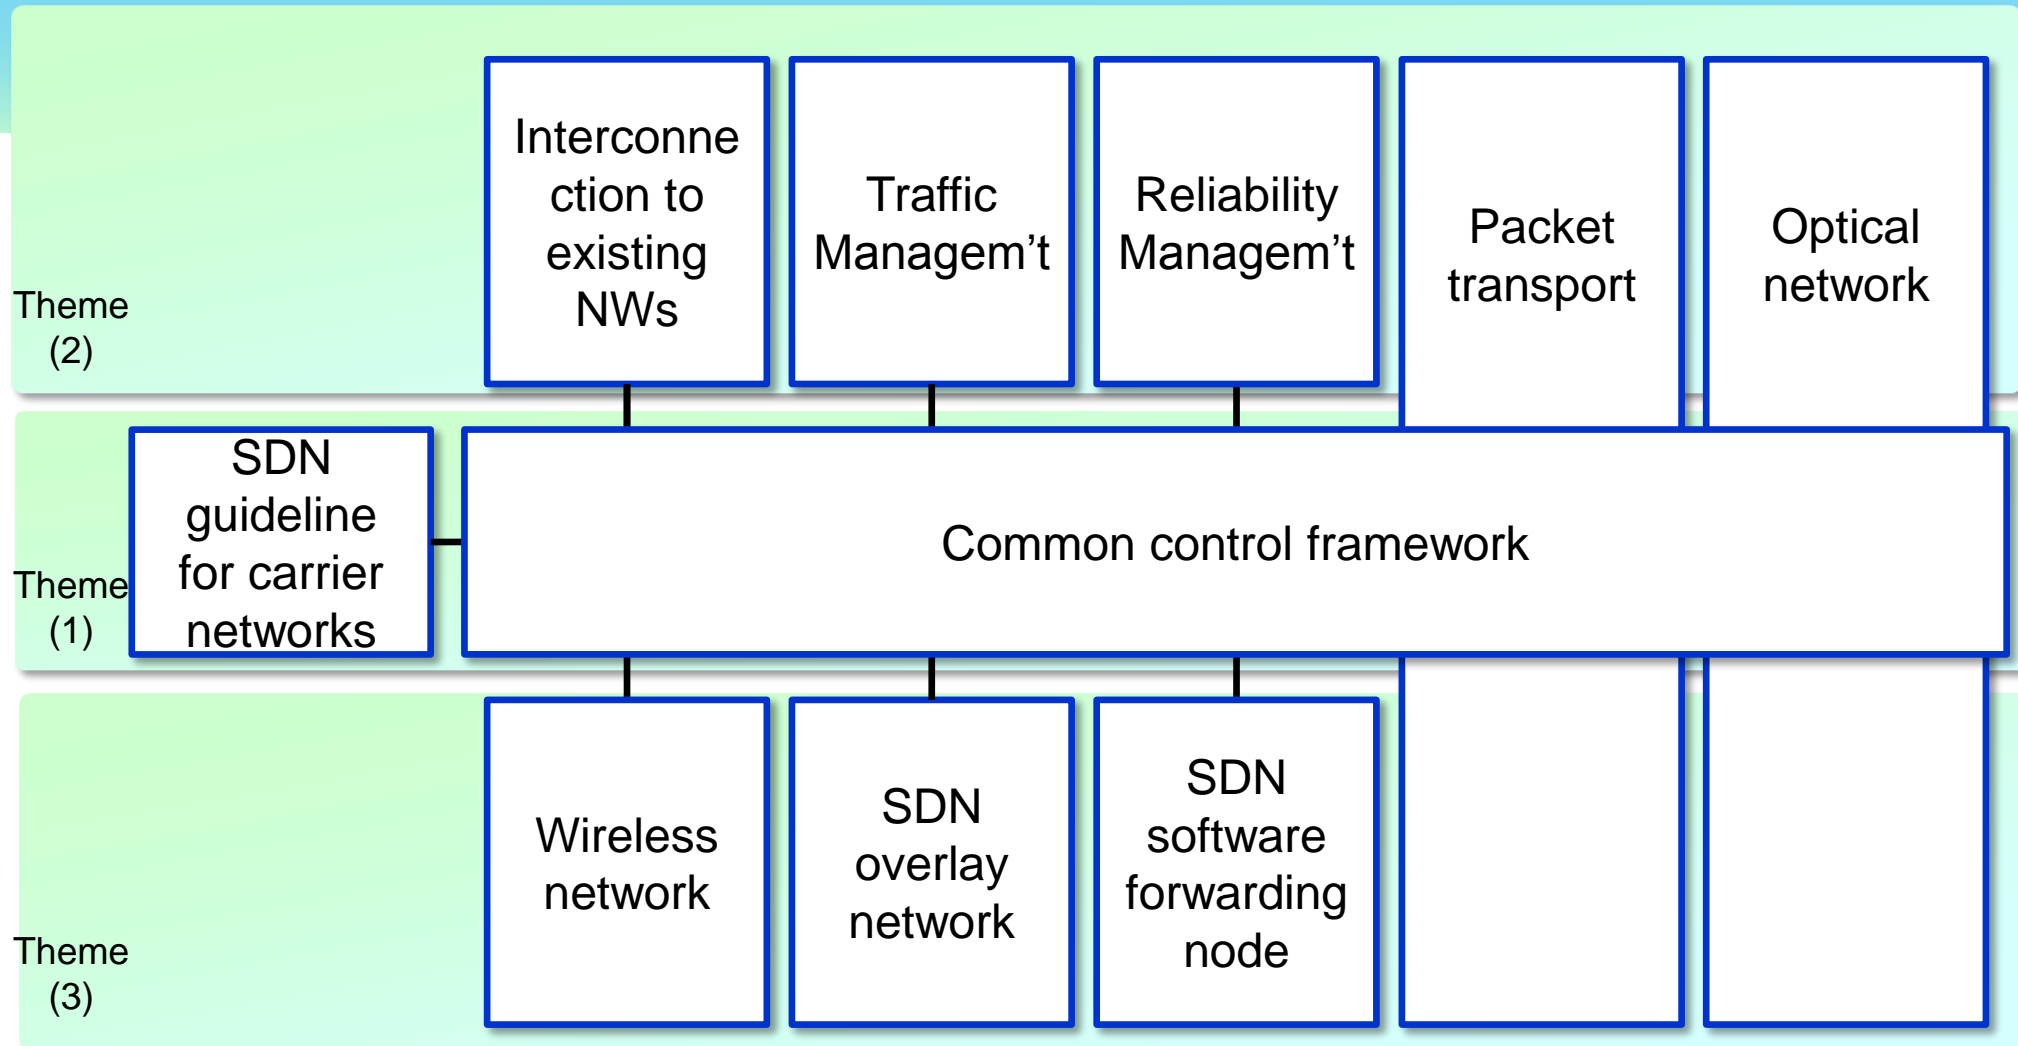 Interconne
ction to
existing
NWs
Traffic
Managem’t
Reliability
Managem’t
Packet
transport
Optical
network
Theme
(2)
SDN
guideline
for carrier
networks
Common control framework
Theme
(1)
Wireless
network
SDN
overlay
network
SDN
software
forwarding
node
Theme
(3)